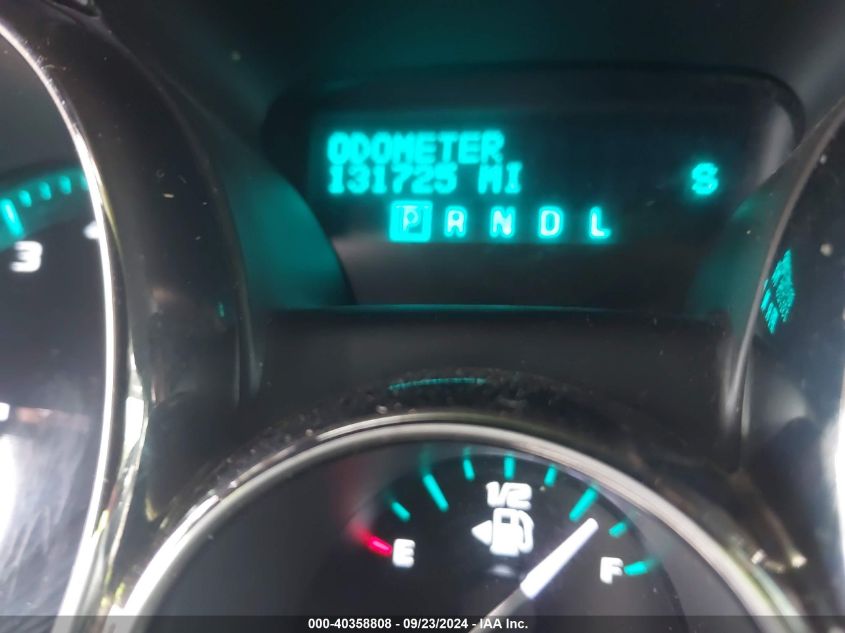 ODOMETER
131725 MI S
P R N D L
3
1/2
E
F
000-40358808 - 09/23/2024 - IAA Inc.